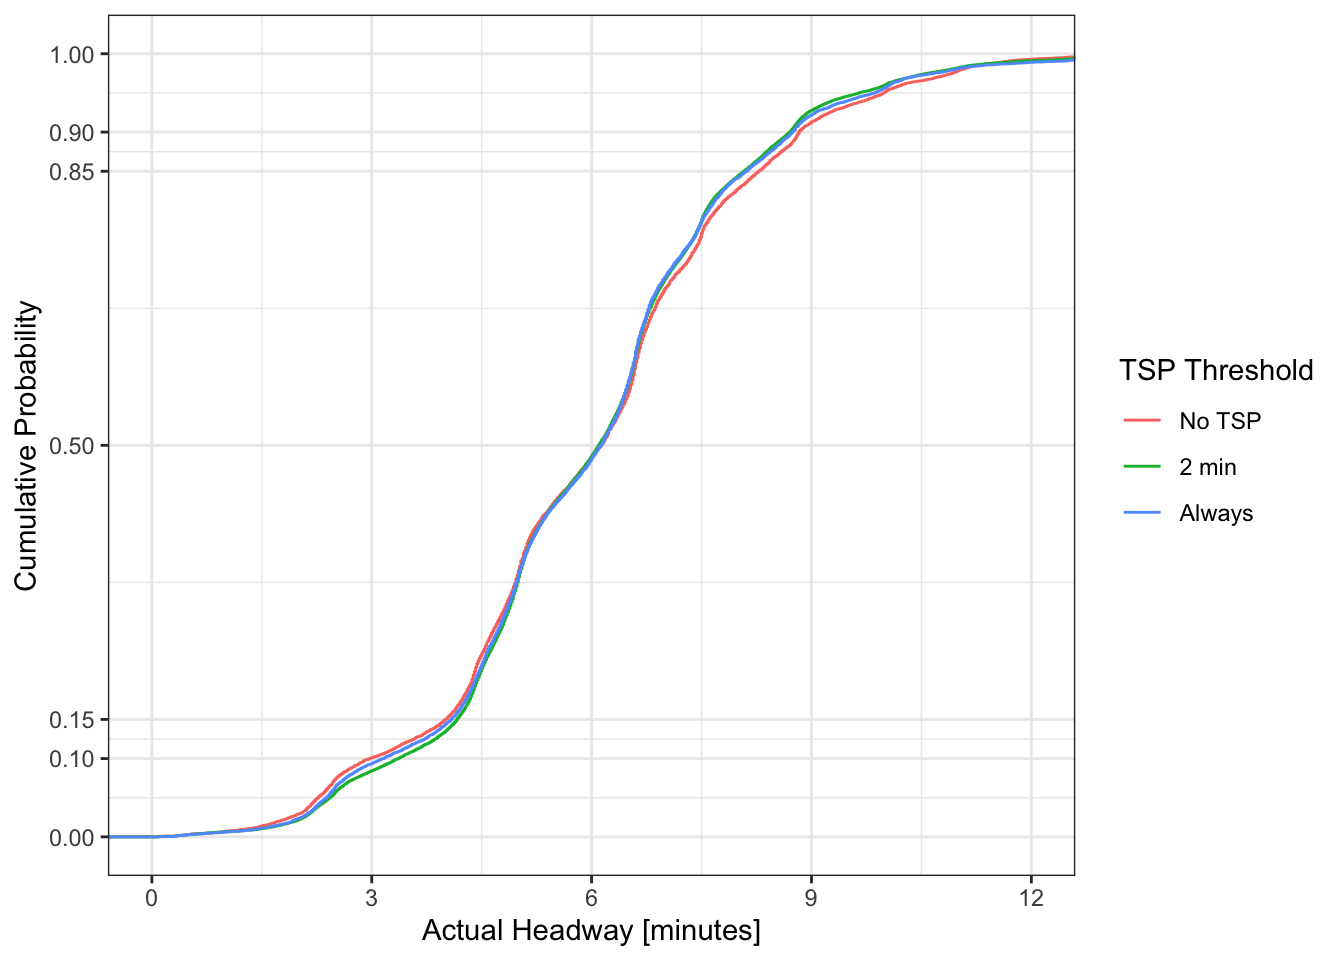 1.00
0.90
0.85
0.50
0.15
0.10
0.00
Cumulative Probability
0 3 6 9 12
Actual Headway [minutes]
TSP Threshold
No TSP
2 min
Always